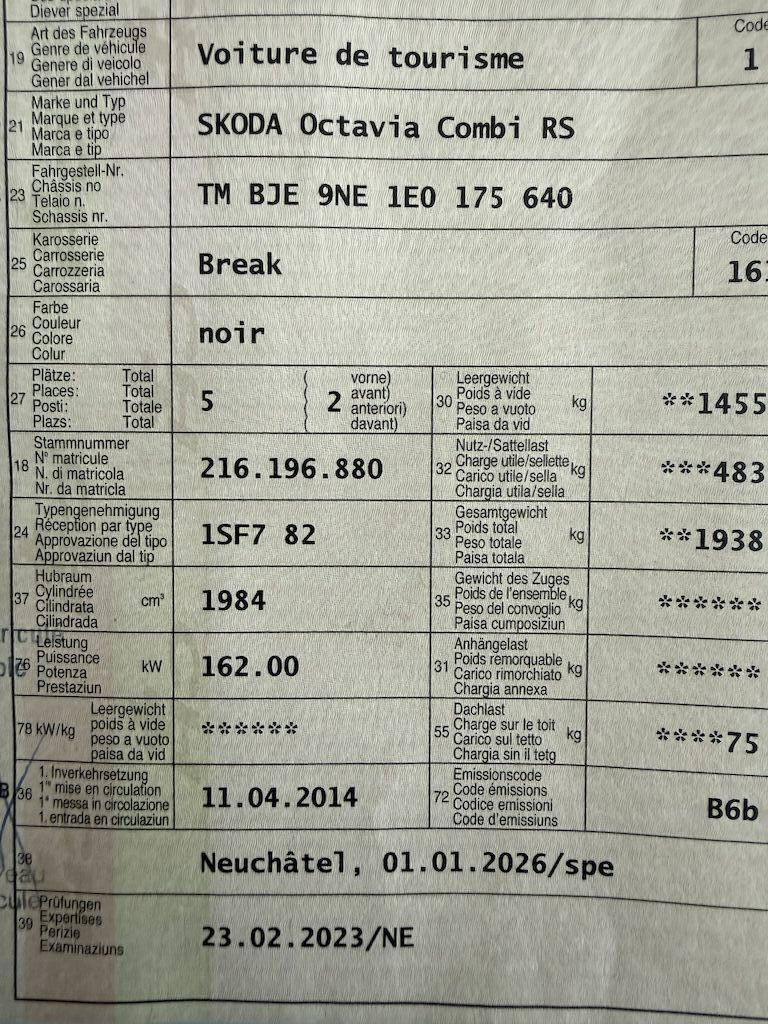 Diever spezial
19 Art des Fahrzeugs
Genre de véhicule
Genere di veicolo
Gener dal vehichel
Voiture de tourisme
Code
1
21 Marke und Typ
Marque et type
Marca e tipo
Marca e tip
SKODA Octavia Combi RS
23 Fahrgestell-Nr.
Châssis no
Telaio n.
Schassis nr.
TM BJE 9NE 1E0 175 640
25 Karosserie
Carrosserie
Carrozzeria
Carossaria
Break
Code
161
26 Farbe
Couleur
Colore
Colur
noir
27 Plätze: Total
Places: Total
Posti: Totale
Plazs: Total
5
( 2 vorne)
( avant)
( anteriori)
( davant)
30 Leergewicht
Poids à vide kg
Peso a vuoto
Paisa da vid
**1455
18 Stammnummer
N° matricule
N. di matricola
Nr. da matricla
216.196.880
32 Nutz-/Sattellast
Charge utile/sellette kg
Carico utile/sella
Chargia utila/sella
***483
24 Typengenehmigung
Réception par type
Approvazione del tipo
Approvaziun dal tip
1SF7 82
33 Gesamtgewicht
Poids total kg
Peso totale
Paisa totala
**1938
37 Hubraum
Cylindrée cm³
Cilindrata
Cilindrada
1984
35 Gewicht des Zuges
Poids de l'ensemble kg
Peso del convoglio
Paisa cumposiziun
******
76 Leistung
Puissance kW
Potenza
Prestaziun
162.00
31 Anhängelast
Poids remorquable kg
Carico rimorchiato
Chargia annexa
******
78 kW/kg Leergewicht
poids à vide
peso a vuoto
paisa da vid
******
55 Dachlast
Charge sur le toit kg
Carico sul tetto
Chargia sin il tetg
****75
B 36 1. Inverkehrsetzung
1re mise en circulation
1a messa in circolazione
1. entrada en circulaziun
11.04.2014
72 Emissionscode
Code émissions
Codice emissioni
Code d'emissiuns
B6b
38
Neuchâtel, 01.01.2026/spe
39 Prüfungen
Expertises
Perizie
Examinaziuns
23.02.2023/NE